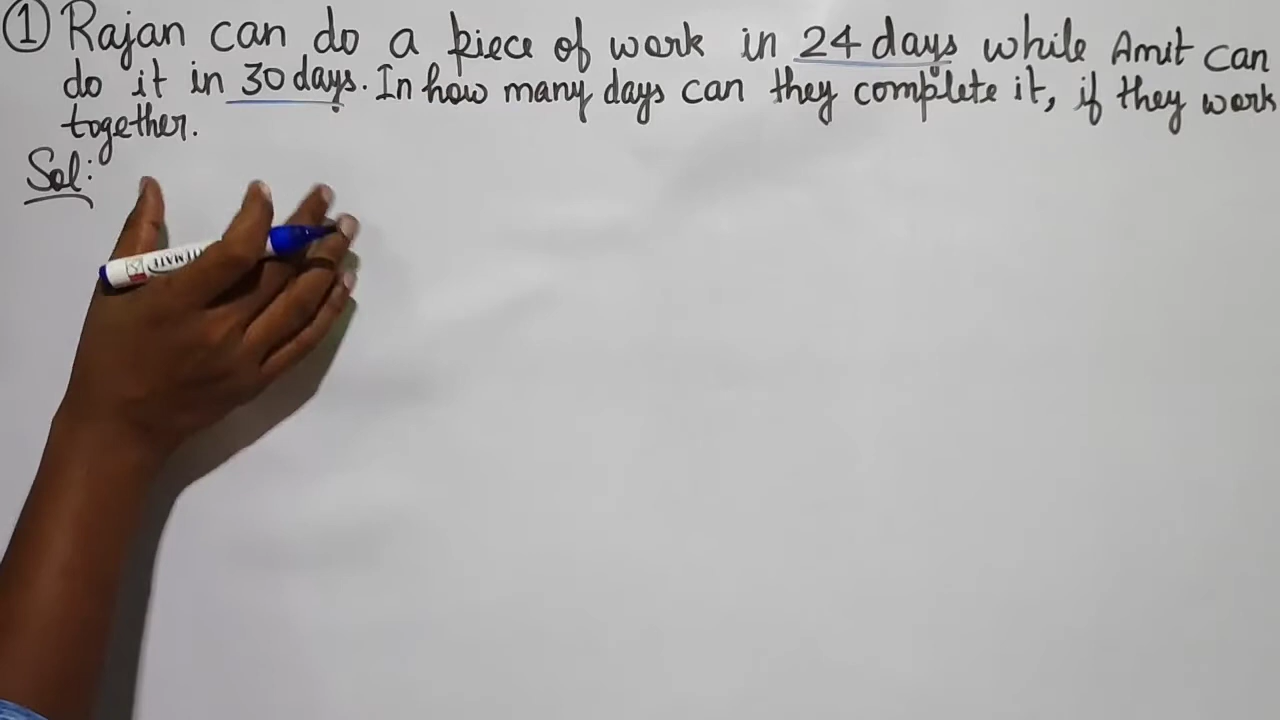 ① Rajan can do a piece of work in 24 days while Amit can
do it in 30 days. In how many days can they complete it, if they work
together.
Sol: